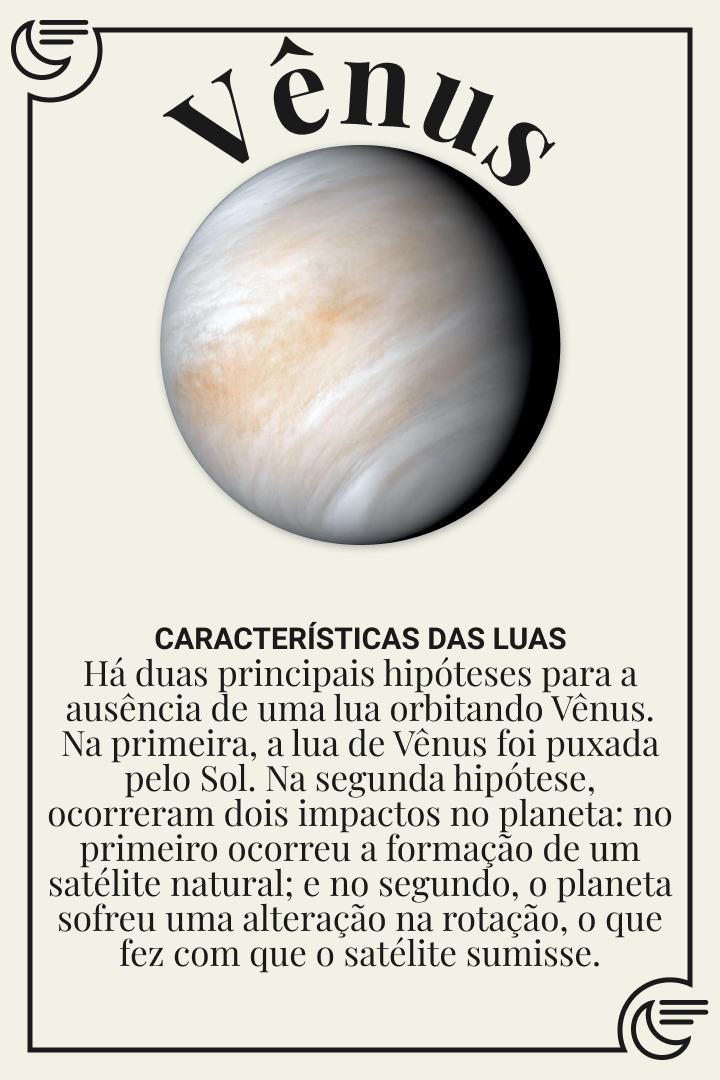 Vênus
CARACTERÍSTICAS DAS LUAS
Há duas principais hipóteses para a
ausência de uma lua orbitando Vênus.
Na primeira, a lua de Vênus foi puxada
pelo Sol. Na segunda hipótese,
ocorreram dois impactos no planeta: no
primeiro ocorreu a formação de um
satélite natural; e no segundo, o planeta
sofreu uma alteração na rotação, o que
fez com que o satélite sumisse.